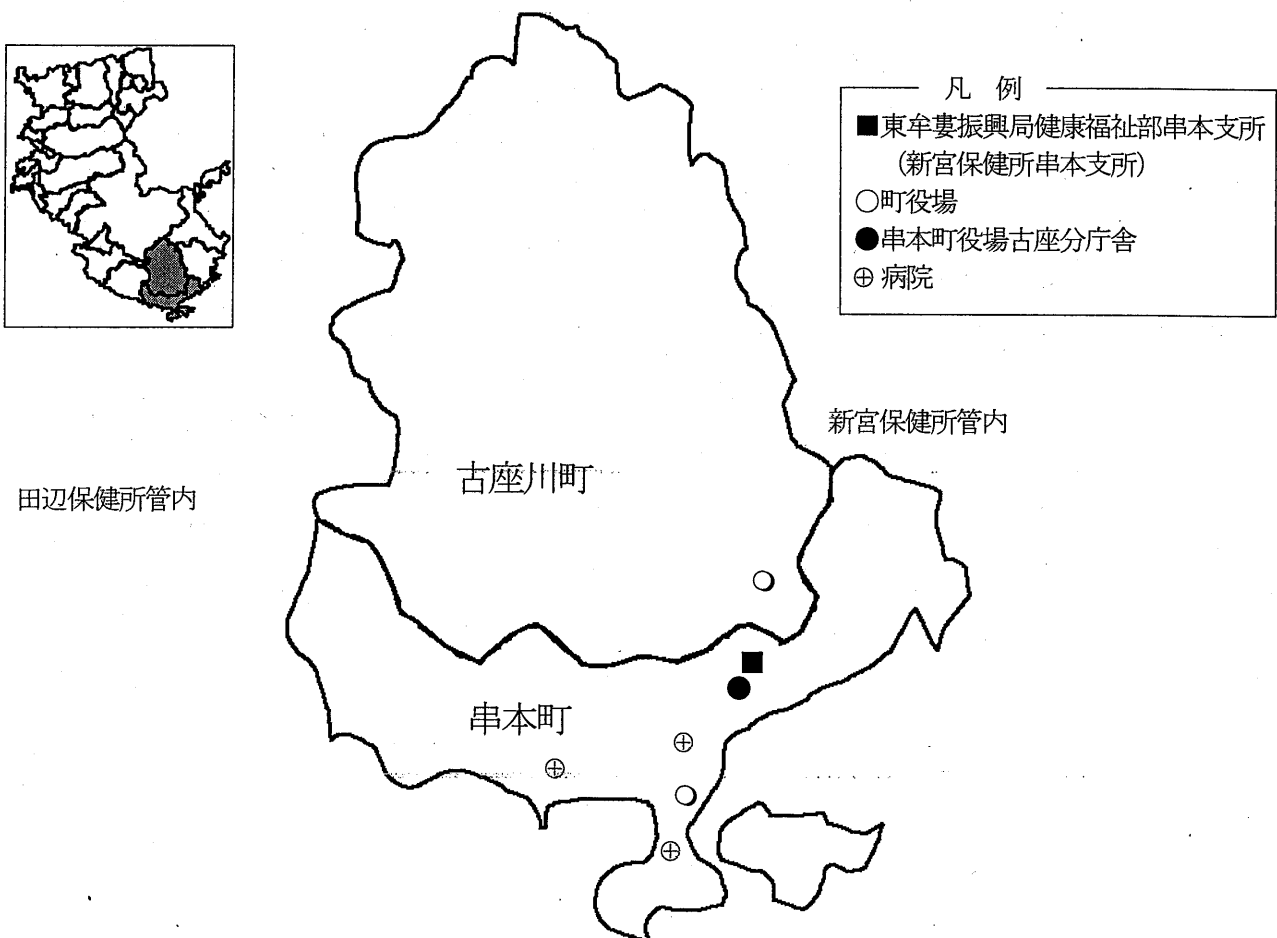 凡 例
■東牟婁振興局健康福祉部串本支所
(新宮保健所串本支所)
○町役場
●串本町役場古座分庁舎
⊕ 病院
新宮保健所管内
古座川町
田辺保健所管内
串本町